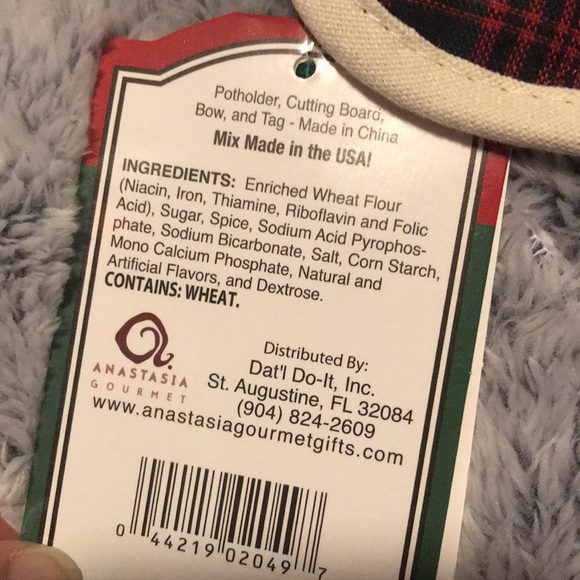 Potholder, Cutting Board,
Bow, and Tag - Made in China
Mix Made in the USA!
INGREDIENTS: Enriched Wheat Flour
(Niacin, Iron, Thiamine, Riboflavin and Folic
Acid), Sugar, Spice, Sodium Acid Pyrophos-
phate, Sodium Bicarbonate, Salt, Corn Starch,
Mono Calcium Phosphate, Natural and
Artificial Flavors, and Dextrose.
CONTAINS: WHEAT.
ANASTASIA
GOURMET
Distributed By:
Dat'l Do-It, Inc.
St. Augustine, FL 32084
(904) 824-2609
www.anastasiagourmetgifts.com
0 44219 02049 7